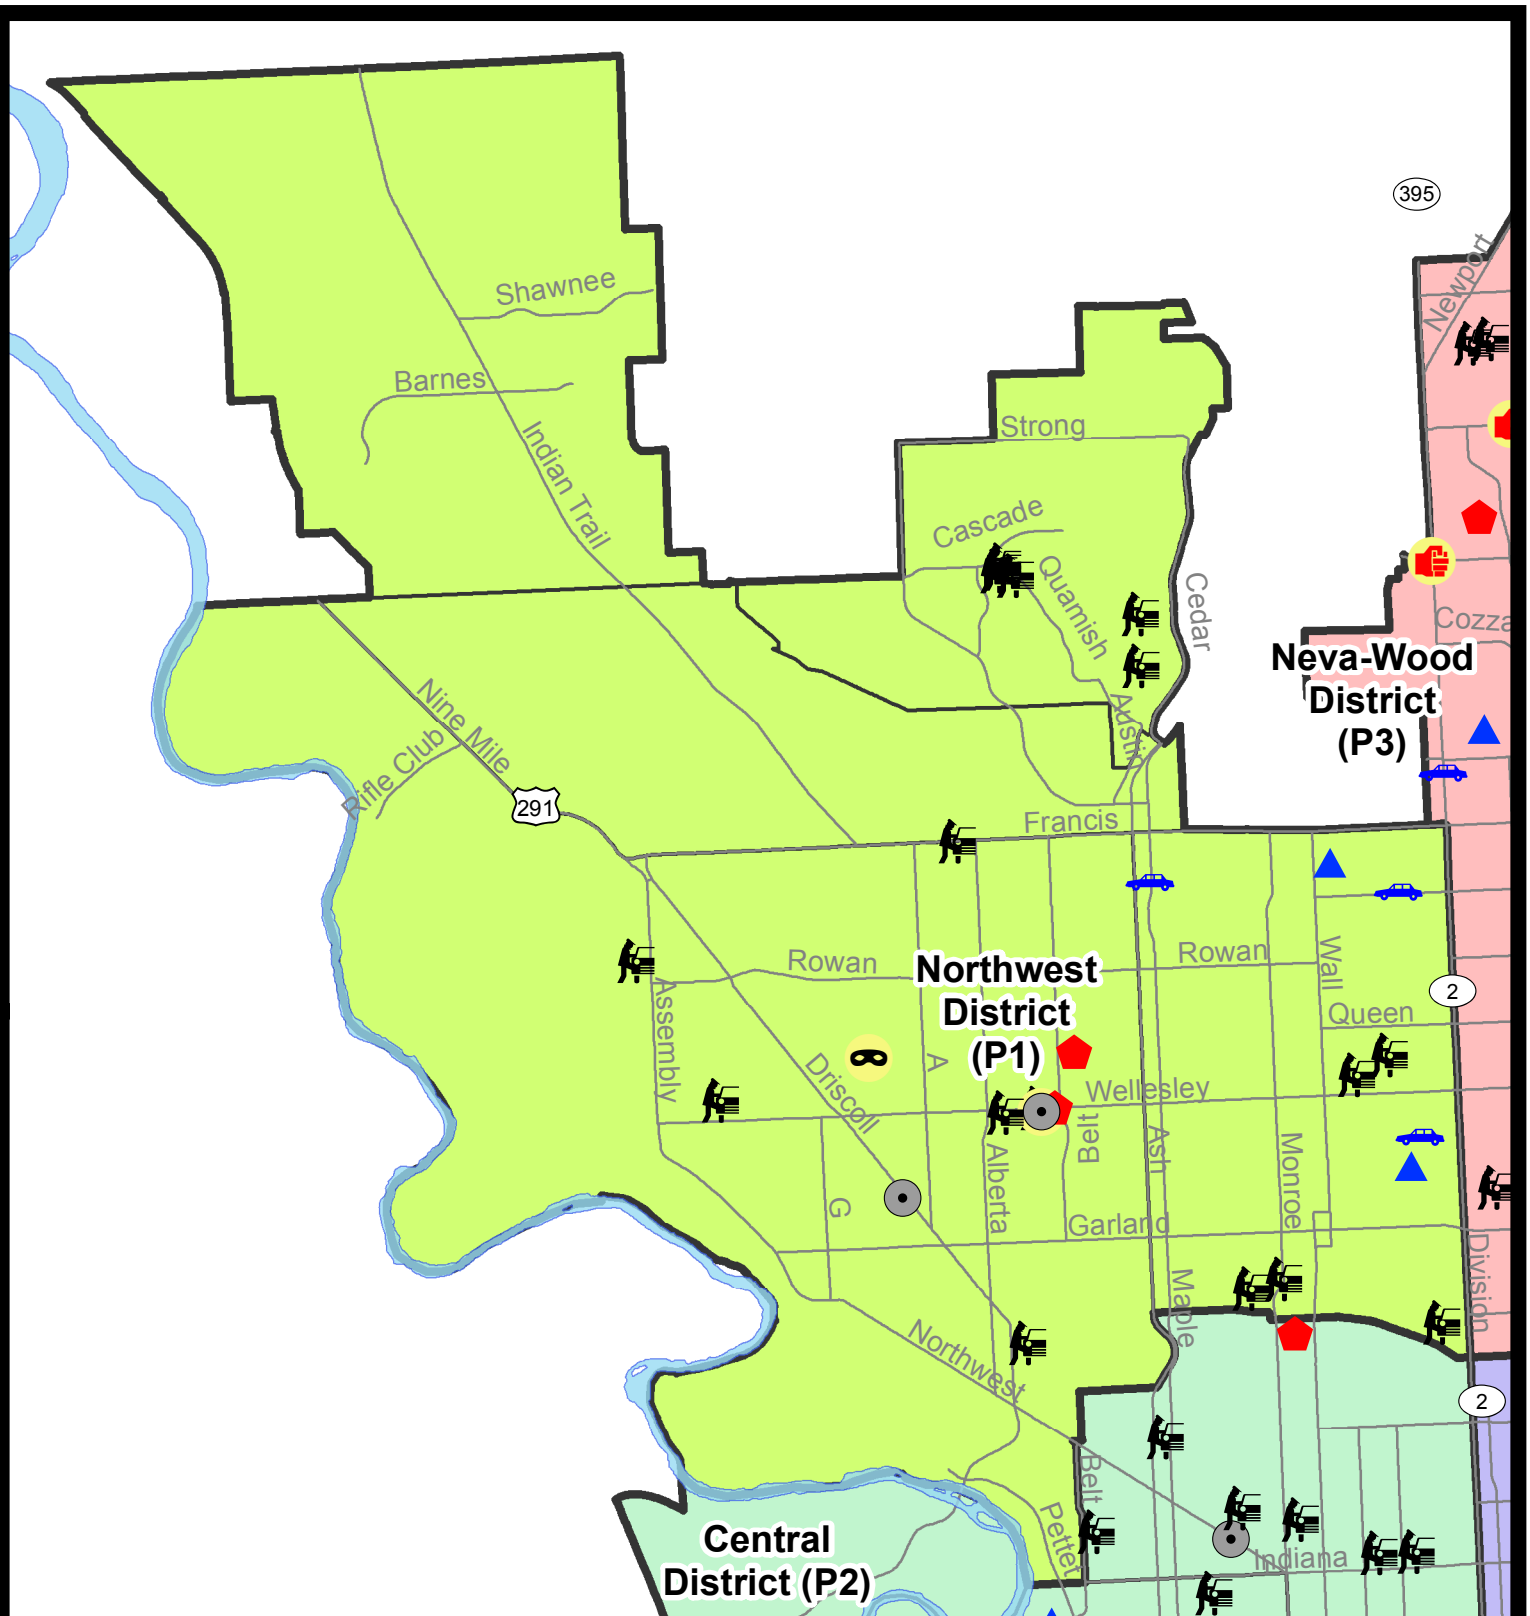 395
Newport
Shawnee
Barnes
Strong
Indian Trail
Cascade
Quamish
Cedar
Cozza
Neva-Wood
District
(P3)
Austin
Nine Mile
Rifle Club
291
Francis
Rowan
Northwest
District
(P1)
Rowan
Wall
2
Queen
Assembly
A
Driscoll
Wellesley
Belt
Ash
Alberta
Monroe
G
Garland
Division
Maple
Northwest
2
Belt
Pettet
Central
District (P2)
Indiana